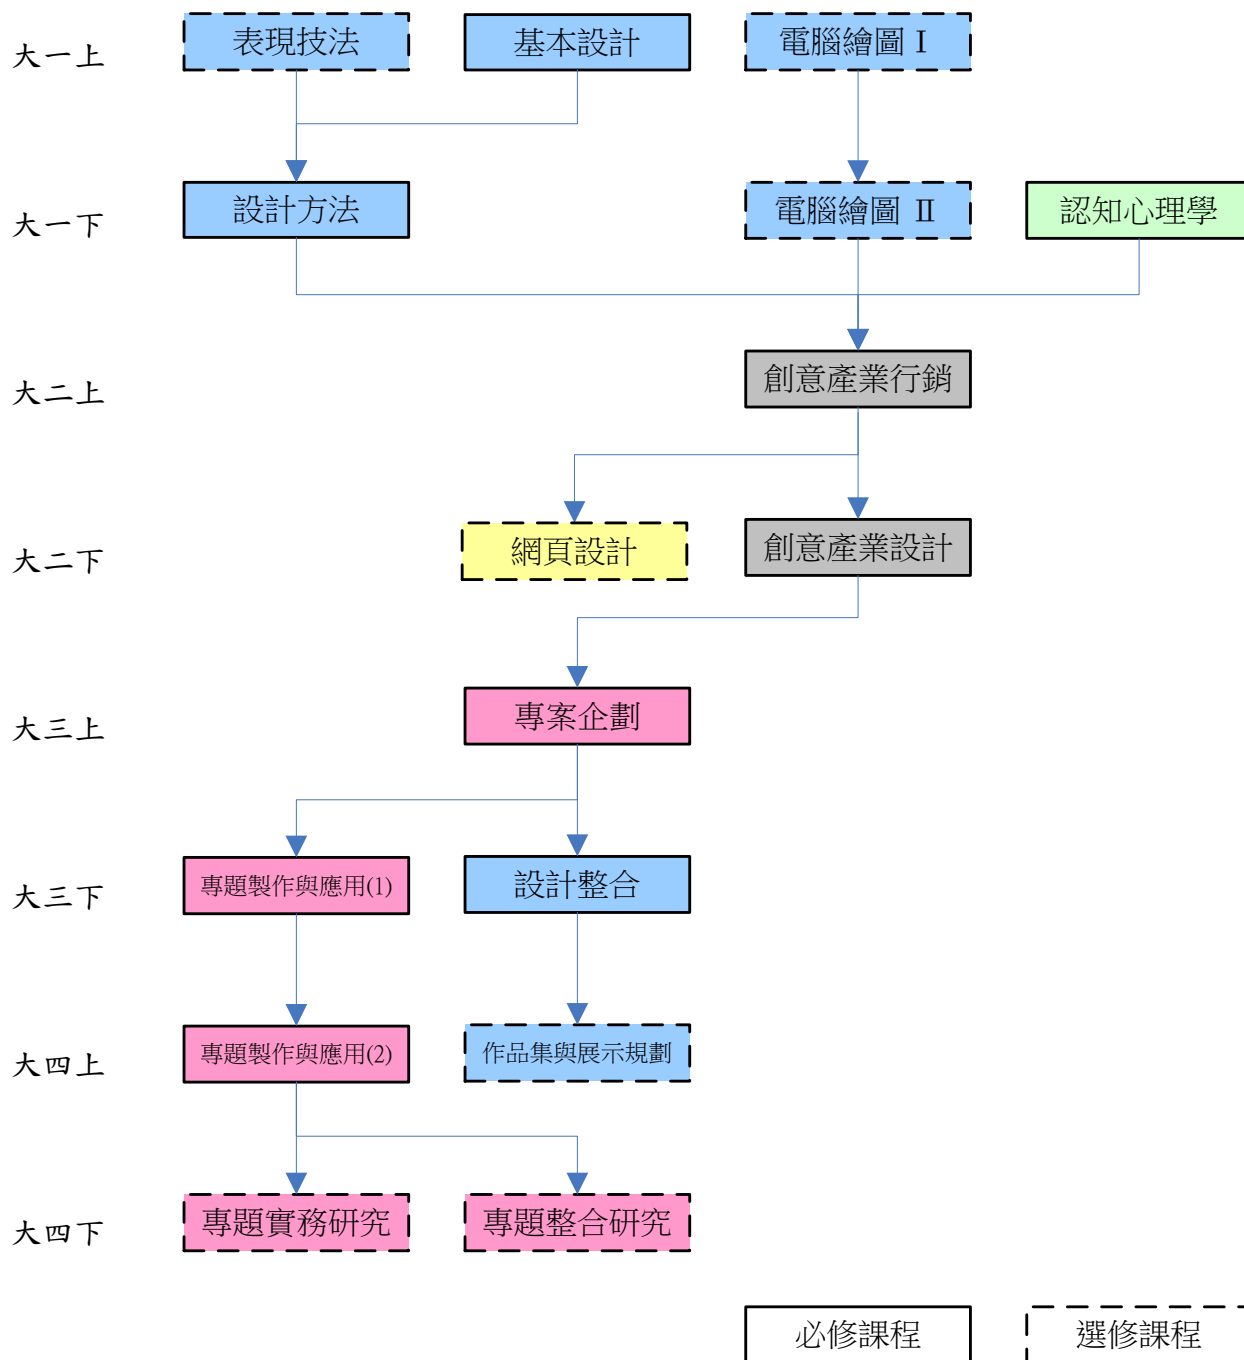 大一上
表現技法
基本設計
電腦繪圖 I
大一下
設計方法
電腦繪圖 II
認知心理學
大二上
創意產業行銷
大二下
網頁設計
創意產業設計
大三上
專案企劃
大三下
專題製作與應用(1)
設計整合
大四上
專題製作與應用(2)
作品集與展示規劃
大四下
專題實務研究
專題整合研究
必修課程
選修課程